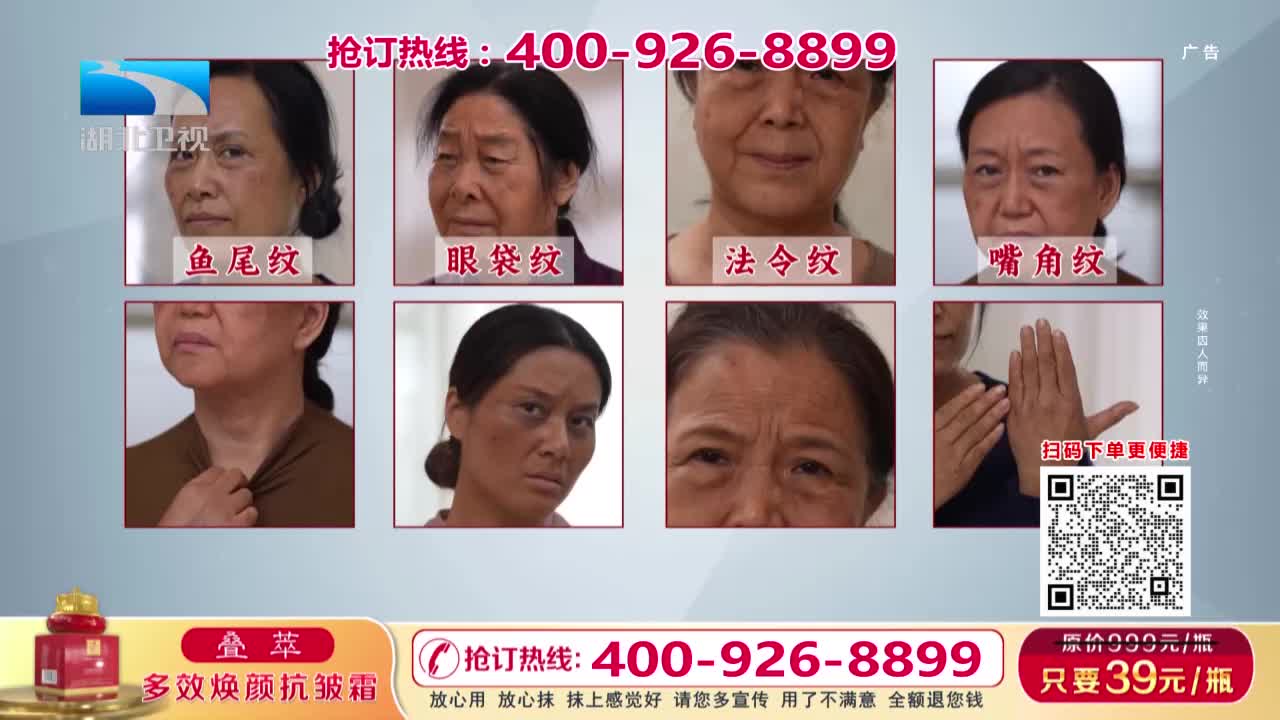 抢订热线：400-926-8899
广告
湖北卫视
鱼尾纹
眼袋纹
法令纹
嘴角纹
效果因人而异
扫码下单更便捷
叠萃
多效焕颜抗皱霜
抢订热线: 400-926-8899
放心用 放心抹 抹上感觉好 请您多宣传 用了不满意 全额退您钱
原价999元/瓶
只要39元/瓶